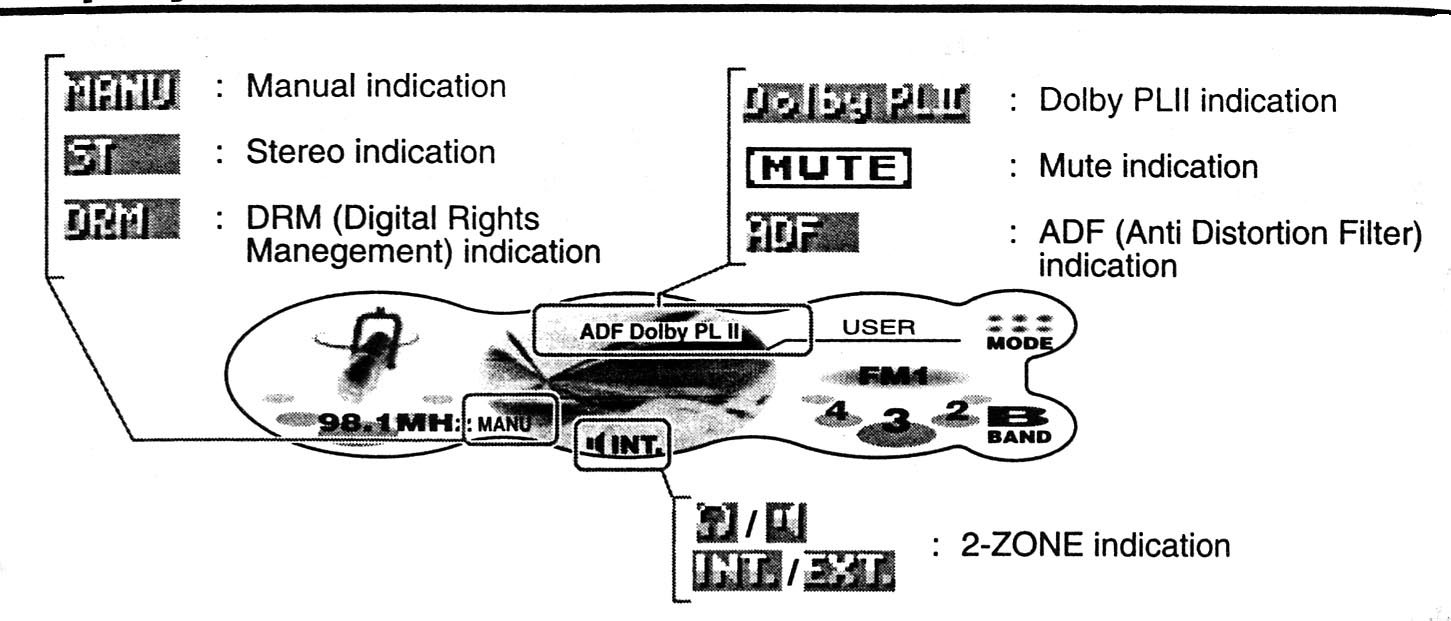 MANU : Manual indication
ST : Stereo indication
DRM : DRM (Digital Rights
Manegement) indication
Dolby PLII : Dolby PLII indication
[MUTE] : Mute indication
ADF : ADF (Anti Distortion Filter)
indication
ADF Dolby PL II
USER
MODE
FM1
98.1MH
MANU
INT.
4 3 2
B
BAND
/
INT. / EXT.
: 2-ZONE indication